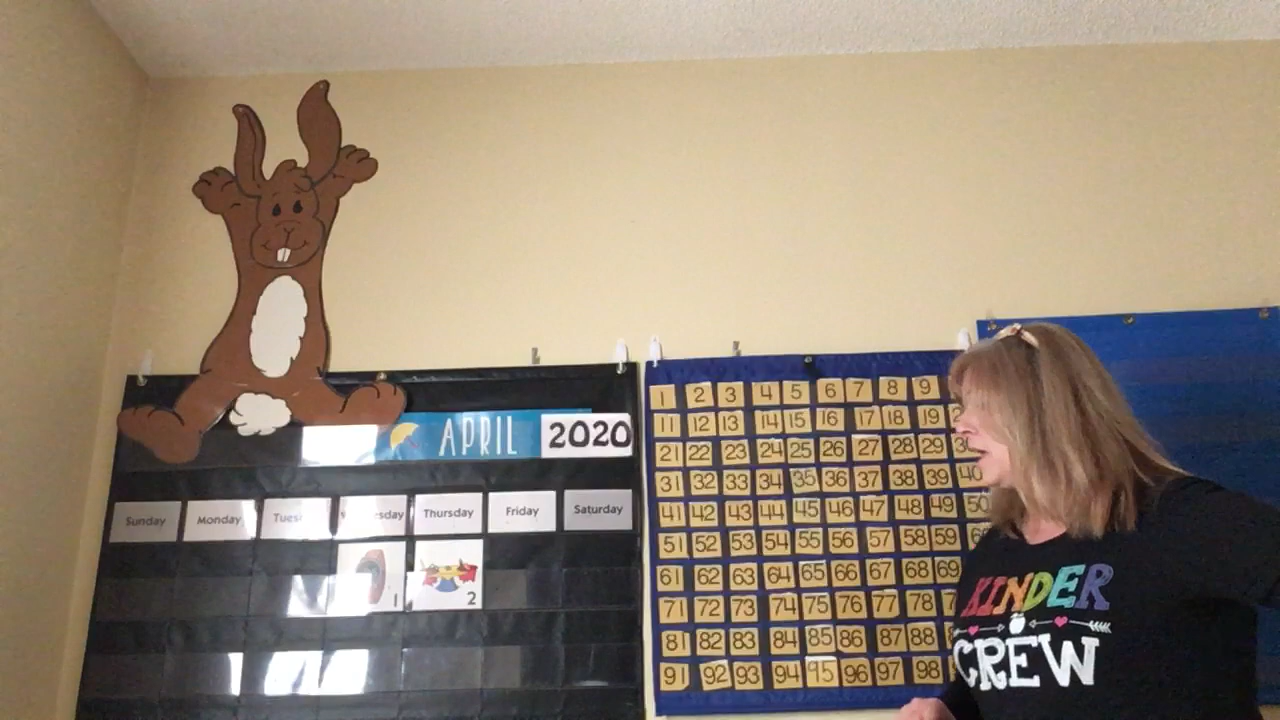 APRIL 2020
Sunday Monday Thursday Friday Saturday
1 2
1 2 3 4 5 6 7 8 9
11 12 13 14 15 16 17 18 19
21 22 23 24 25 26 27 28 29 30
31 32 33 34 35 36 37 38 39 40
41 42 43 44 45 46 47 48 49 50
51 52 53 54 55 56 57 58 59
61 62 63 64 65 66 67 68 69
71 72 73 74 75 76 77 78
81 82 83 84 85 86 87 88
91 92 93 94 95 96 97 98
KINDER
CREW